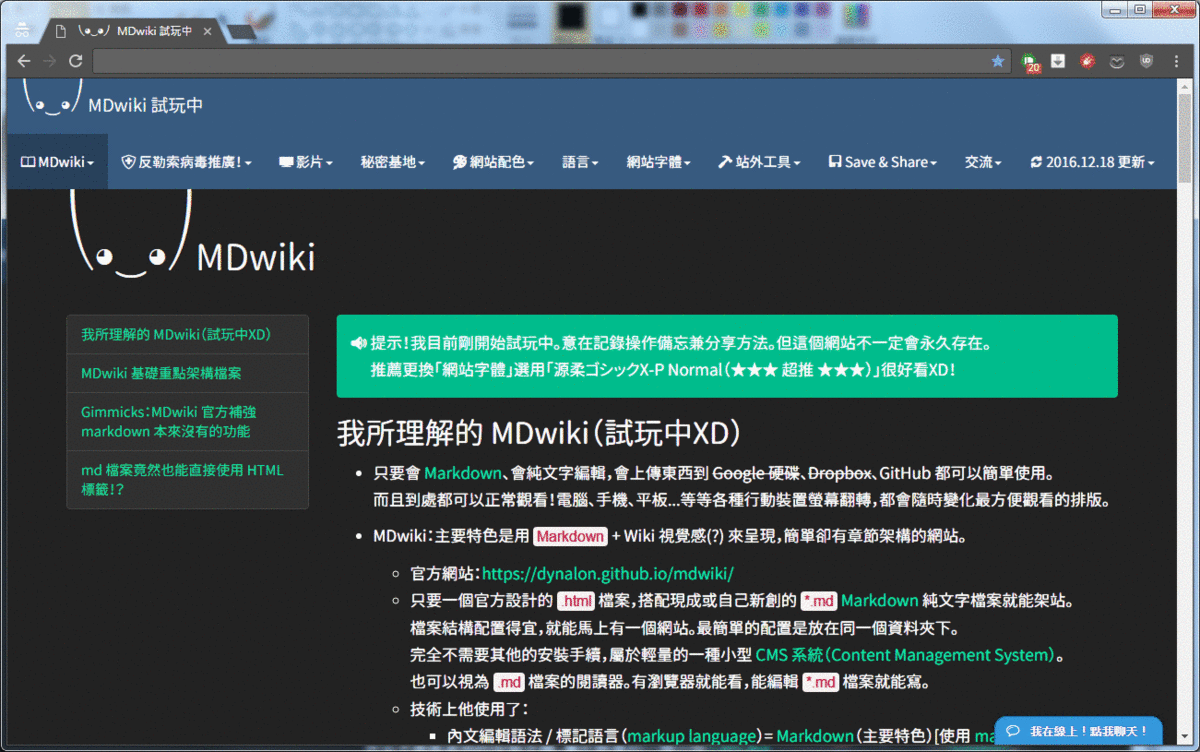 \◕‿◕/ MDwiki 試玩中
20
MDwiki 試玩中
MDwiki 反勒索病毒推廣! 影片 秘密基地 網站配色 語言 網站字體 站外工具 Save & Share 交流 2016.12.18 更新
MDwiki
我所理解的 MDwiki(試玩中XD)
MDwiki 基礎重點架構檔案
Gimmicks:MDwiki 官方補強
markdown 本來沒有的功能
md 檔案竟然也能直接使用 HTML
標籤!?
提示!我目前剛開始試玩中。意在記錄操作備忘兼分享方法。但這個網站不一定會永久存在。
推薦更換「網站字體」選用「源柔ゴシックX-P Normal(★★★ 超推 ★★★)」很好看XD!
我所理解的 MDwiki(試玩中XD)
只要會 Markdown、會純文字編輯,會上傳東西到 Google 硬碟、Dropbox、GitHub 都可以簡單使用。
而且到處都可以正常觀看!電腦、手機、平板...等等各種行動裝置螢幕翻轉,都會隨時變化最方便觀看的排版。
MDwiki:主要特色是用 Markdown + Wiki 視覺感(?) 來呈現,簡單卻有章節架構的網站。
官方網站:https://dynalon.github.io/mdwiki/
只要一個官方設計的 .html 檔案,搭配現成或自己新創的 *.md Markdown 純文字檔案就能架站。
檔案結構配置得宜,就能馬上有一個網站。最簡單的配置是放在同一個資料夾下。
完全不需要其他的安裝手續,屬於輕量的一種小型 CMS 系統(Content Management System)。
也可以視為 .md 檔案的閱讀器。有瀏覽器就能看,能編輯 *.md 檔案就能寫。
技術上他使用了:
內文編輯語法 / 標記語言(markup language)= Markdown(主要特色)[使用 ma
我在線上!點我聊天!